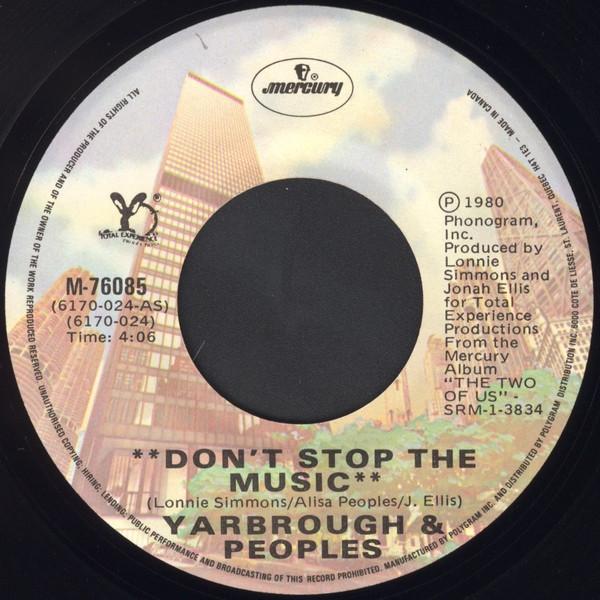 mercury
®
TOTAL EXPERIENCE
M-76085
(6170-024-AS)
(6170-024)
Time: 4:06
Ⓟ 1980
Phonogram,
Inc.
Produced by
Lonnie
Simmons and
Jonah Ellis
for Total
Experience
Productions
From the
Mercury
Album
"THE TWO
OF US" -
SRM-1-3834
**DON'T STOP THE
MUSIC**
(Lonnie Simmons/Alisa Peoples/J. Ellis)
YARBROUGH &
PEOPLES
ALL RIGHTS OF THE PRODUCER AND OF THE OWNER OF THE WORK REPRODUCED RESERVED. UNAUTHORISED COPYING; HIRING; LENDING; PUBLIC PERFORMANCE AND BROADCASTING OF THIS RECORD PROHIBITED. MANUFACTURED BY POLYGRAM INC. AND DISTRIBUTED BY POLYGRAM DISTRIBUTION INC. 6000 COTE DE LIESSE, ST. LAURENT, QUEBEC H4T 1E3 – MADE IN CANADA